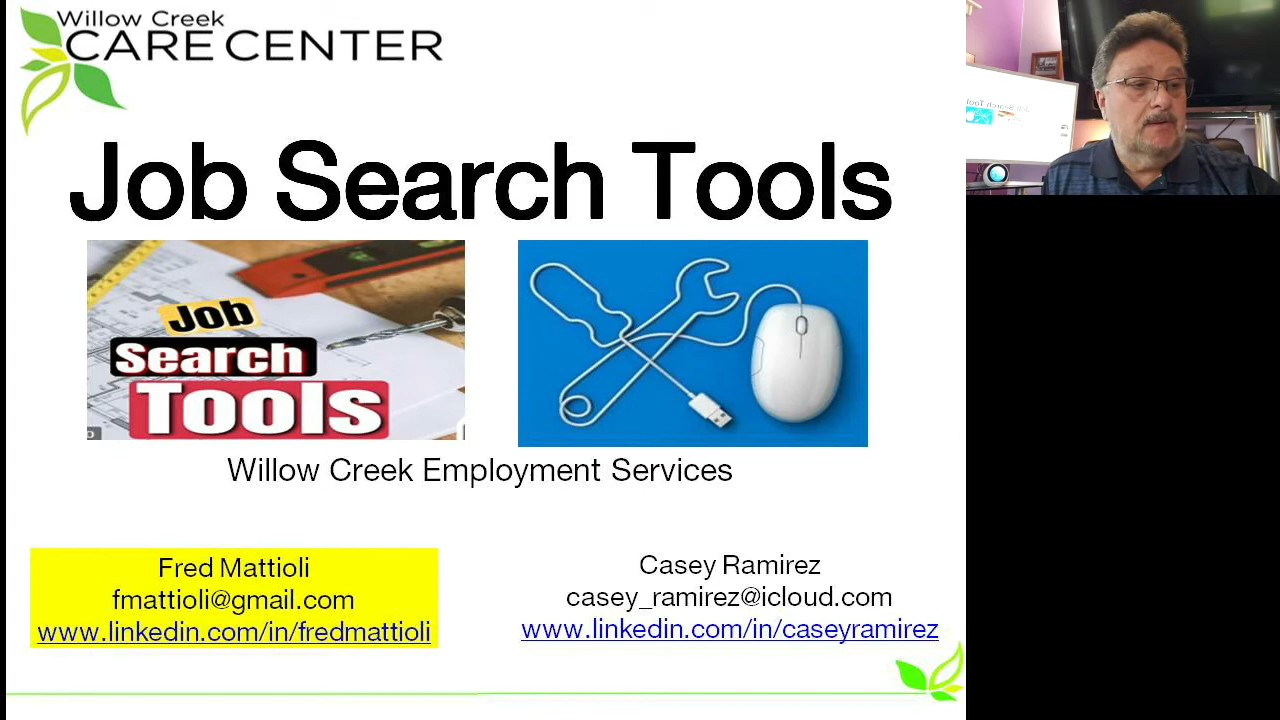 Willow Creek
CARE CENTER
Job Search Tools
Job
Search
Tools
Willow Creek Employment Services
Fred Mattioli
fmattioli@gmail.com
www.linkedin.com/in/fredmattioli
Casey Ramirez
casey_ramirez@icloud.com
www.linkedin.com/in/caseyramirez